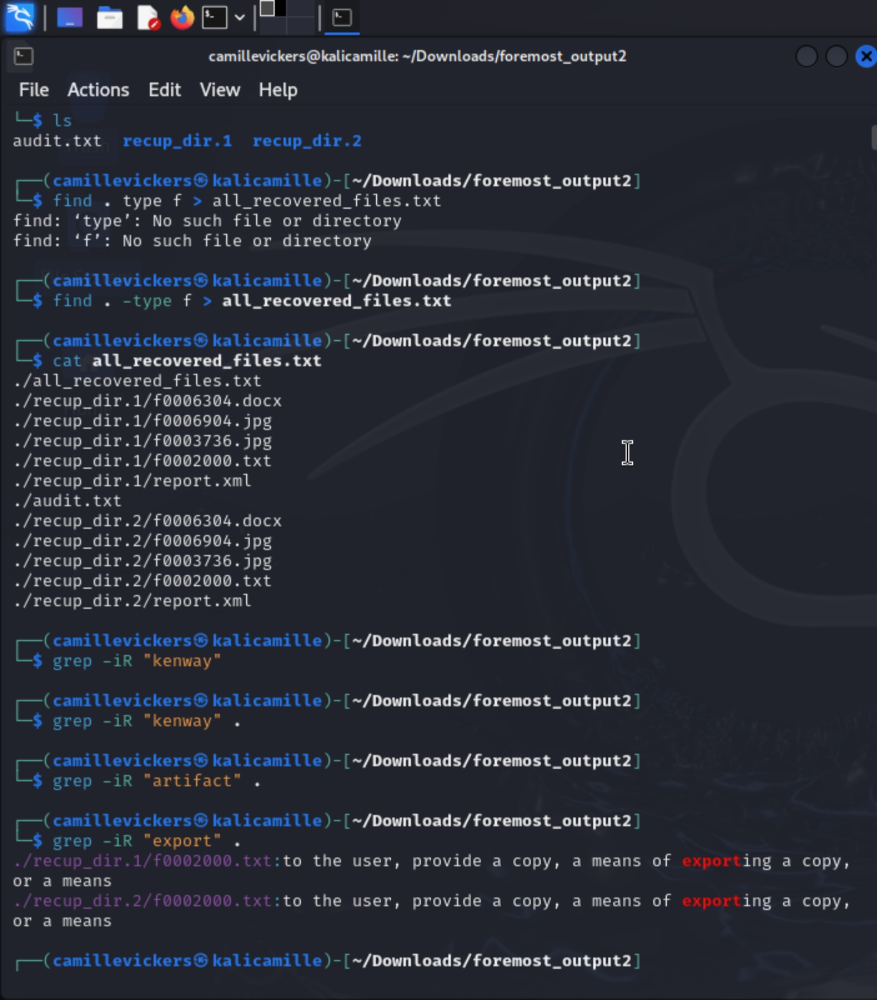 camillevickers@kalicamille: ~/Downloads/foremost_output2
File Actions Edit View Help
└─$ ls
audit.txt recup_dir.1 recup_dir.2
┌──(camillevickers㉿kalicamille)-[~/Downloads/foremost_output2]
└─$ find . type f > all_recovered_files.txt
find: ‘type’: No such file or directory
find: ‘f’: No such file or directory
┌──(camillevickers㉿kalicamille)-[~/Downloads/foremost_output2]
└─$ find . -type f > all_recovered_files.txt
┌──(camillevickers㉿kalicamille)-[~/Downloads/foremost_output2]
└─$ cat all_recovered_files.txt
./all_recovered_files.txt
./recup_dir.1/f0006304.docx
./recup_dir.1/f0006904.jpg
./recup_dir.1/f0003736.jpg
./recup_dir.1/f0002000.txt
./recup_dir.1/report.xml
./audit.txt
./recup_dir.2/f0006304.docx
./recup_dir.2/f0006904.jpg
./recup_dir.2/f0003736.jpg
./recup_dir.2/f0002000.txt
./recup_dir.2/report.xml
┌──(camillevickers㉿kalicamille)-[~/Downloads/foremost_output2]
└─$ grep -iR "kenway"
┌──(camillevickers㉿kalicamille)-[~/Downloads/foremost_output2]
└─$ grep -iR "kenway" .
┌──(camillevickers㉿kalicamille)-[~/Downloads/foremost_output2]
└─$ grep -iR "artifact" .
┌──(camillevickers㉿kalicamille)-[~/Downloads/foremost_output2]
└─$ grep -iR "export" .
./recup_dir.1/f0002000.txt:to the user, provide a copy, a means of exporting a copy,
or a means
./recup_dir.2/f0002000.txt:to the user, provide a copy, a means of exporting a copy,
or a means
┌──(camillevickers㉿kalicamille)-[~/Downloads/foremost_output2]